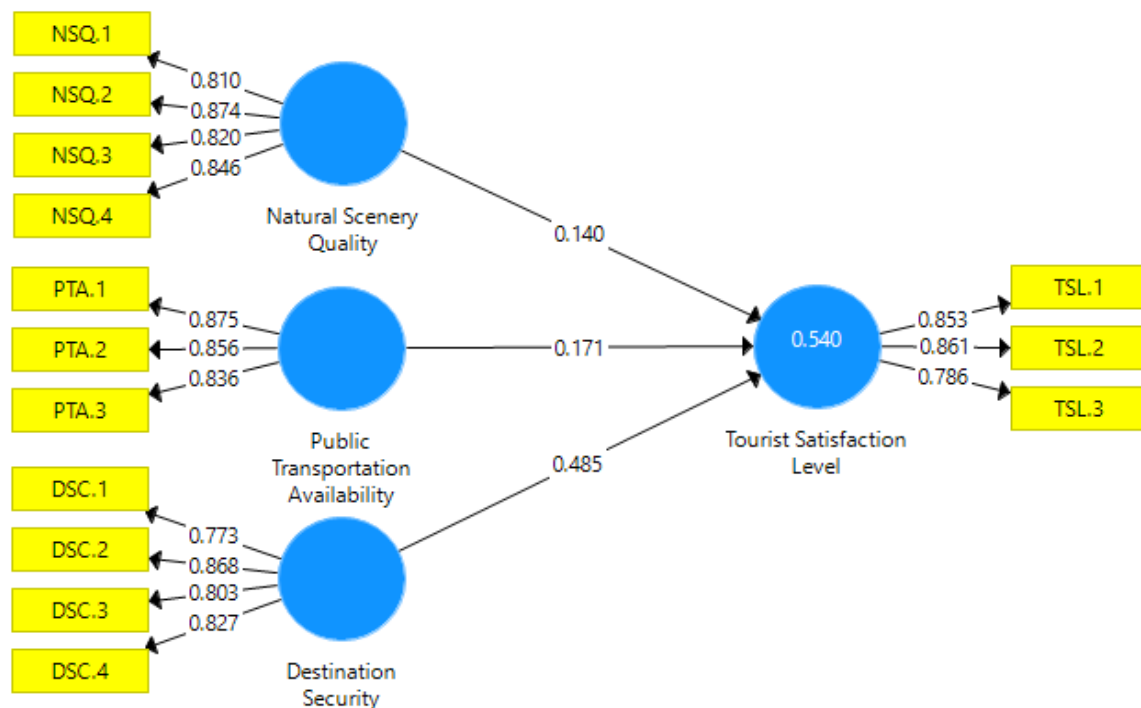 NSQ.1
NSQ.2
NSQ.3
NSQ.4
0.810
0.874
0.820
0.846
Natural Scenery
Quality
0.140
PTA.1
PTA.2
PTA.3
0.875
0.856
0.836
Public
Transportation
Availability
0.171
DSC.1
DSC.2
DSC.3
DSC.4
0.773
0.868
0.803
0.827
Destination
Security
0.485
0.540
Tourist Satisfaction
Level
0.853
0.861
0.786
TSL.1
TSL.2
TSL.3